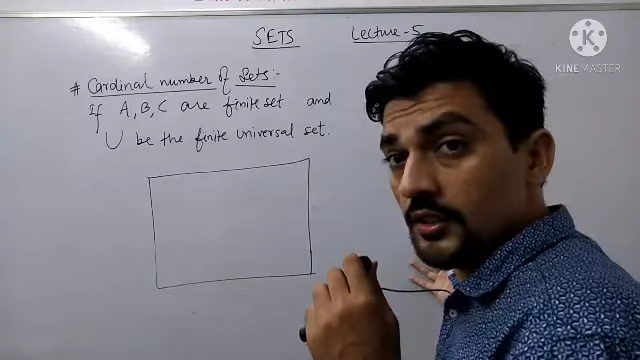 SETS Lecture-5
# Cardinal number of Sets:-
If A, B, C are finite set and
U be the finite universal set.
KINEMASTER